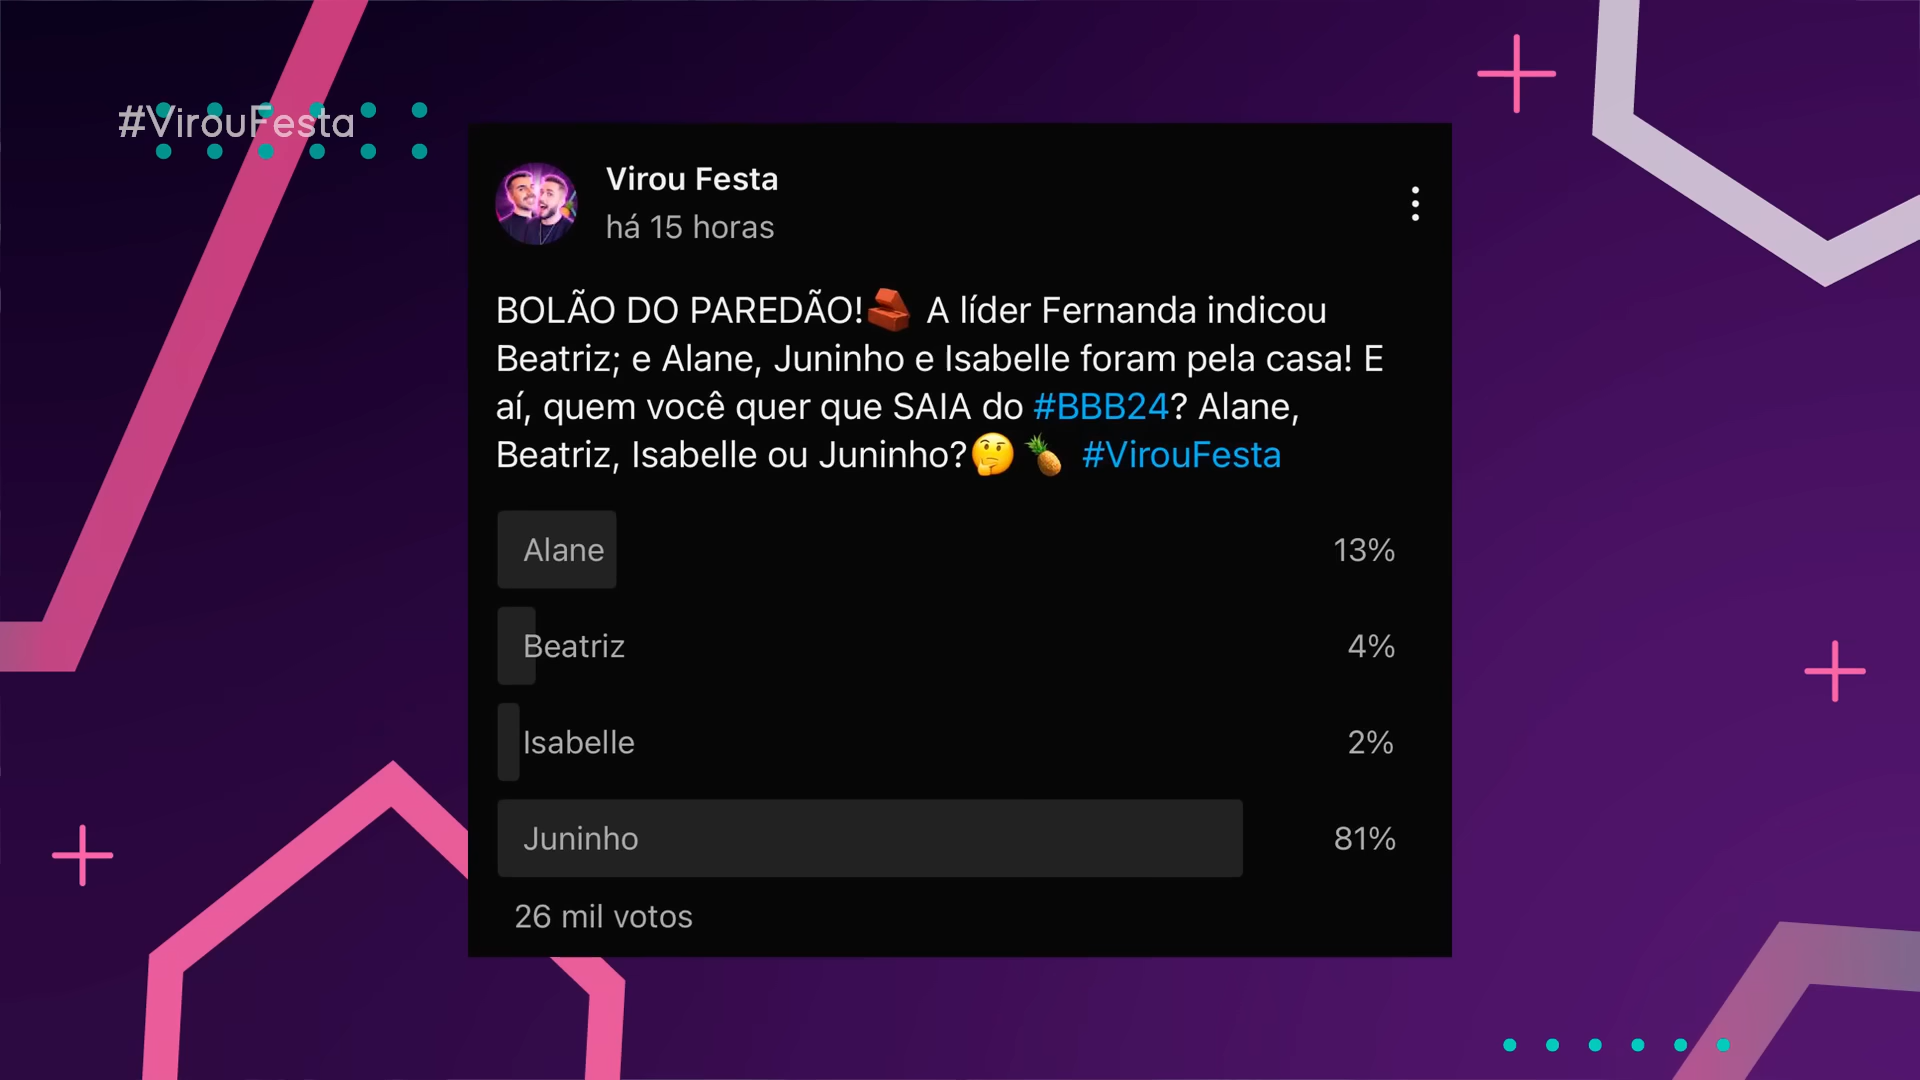 #VirouFesta
Virou Festa
há 15 horas
BOLÃO DO PAREDÃO! A líder Fernanda indicou
Beatriz; e Alane, Juninho e Isabelle foram pela casa! E
aí, quem você quer que SAIA do #BBB24? Alane,
Beatriz, Isabelle ou Juninho?🤔🍍 #VirouFesta
Alane 13%
Beatriz 4%
Isabelle 2%
Juninho 81%
26 mil votos